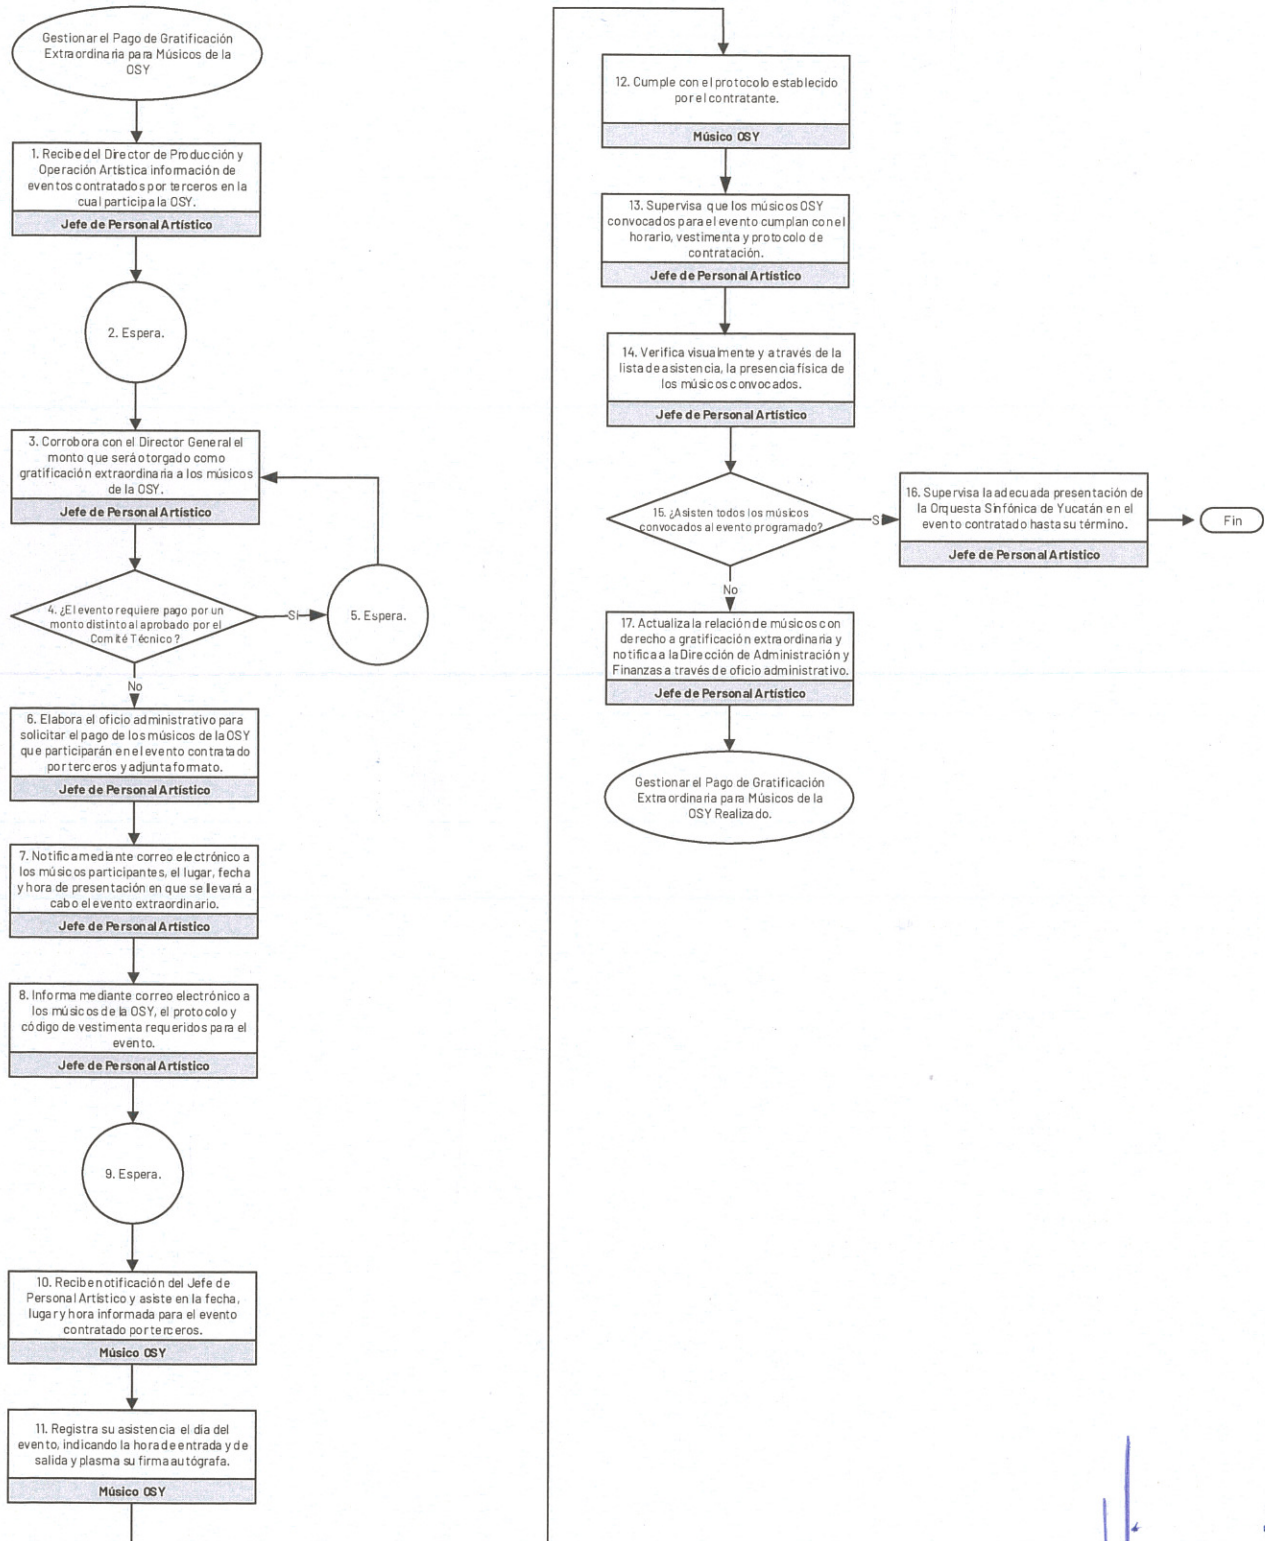 Gestionar el Pago de Gratificación
Extraordinaria para Músicos de la
OSY
1. Recibe del Director de Producción y
Operación Artística información de
eventos contratados por terceros en la
cual participa la OSY.
Jefe de Personal Artístico
2. Espera.
3. Corrobora con el Director General el
monto que será otorgado como
gratificación extraordinaria a los músicos
de la OSY.
Jefe de Personal Artístico
4. ¿El evento requiere pago por un
monto distinto al aprobado por el
Comité Técnico?
Sí
5. Espera.
No
6. Elabora el oficio administrativo para
solicitar el pago de los músicos de la OSY
que participarán en el evento contratado
por terceros y adjunta formato.
Jefe de Personal Artístico
7. Notifica mediante correo electrónico a
los músicos participantes, el lugar, fecha
y hora de presentación en que se llevará a
cabo el evento extraordinario.
Jefe de Personal Artístico
8. Informa mediante correo electrónico a
los músicos de la OSY, el protocolo y
código de vestimenta requeridos para el
evento.
Jefe de Personal Artístico
9. Espera.
10. Recibe notificación del Jefe de
Personal Artístico y asiste en la fecha,
lugar y hora informada para el evento
contratado por terceros.
Músico OSY
11. Registra su asistencia el día del
evento, indicando la hora de entrada y de
salida y plasma su firma autógrafa.
Músico OSY
12. Cumple con el protocolo establecido
por el contratante.
Músico OSY
13. Supervisa que los músicos OSY
convocados para el evento cumplan con el
horario, vestimenta y protocolo de
contratación.
Jefe de Personal Artístico
14. Verifica visualmente y a través de la
lista de asistencia, la presencia física de
los músicos convocados.
Jefe de Personal Artístico
15. ¿Asisten todos los músicos
convocados al evento programado?
S
16. Supervisa la adecuada presentación de
la Orquesta Sinfónica de Yucatán en el
evento contratado hasta su término.
Jefe de Personal Artístico
Fin
No
17. Actualiza la relación de músicos con
derecho a gratificación extraordinaria y
notifica a la Dirección de Administración y
Finanzas a través de oficio administrativo.
Jefe de Personal Artístico
Gestionar el Pago de Gratificación
Extraordinaria para Músicos de la
OSY Realizado.